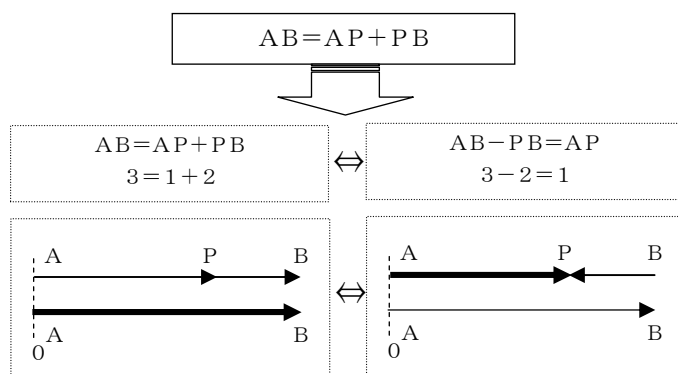 AB=AP+PB
AB=AP+PB
3=1+2
⇔
AB-PB=AP
3-2=1
A P B
A B
0
⇔
A P B
A B
0